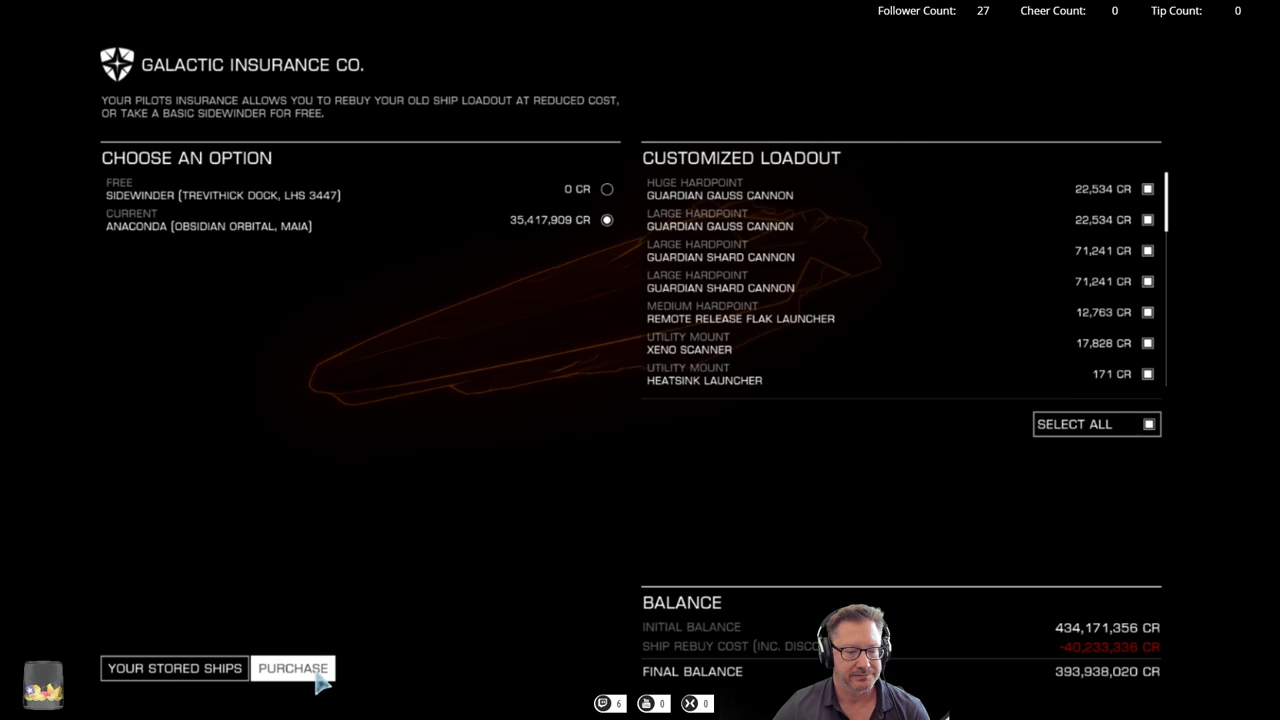 Follower Count: 27 Cheer Count: 0 Tip Count: 0
GALACTIC INSURANCE CO.
YOUR PILOTS INSURANCE ALLOWS YOU TO REBUY YOUR OLD SHIP LOADOUT AT REDUCED COST,
OR TAKE A BASIC SIDEWINDER FOR FREE.
CHOOSE AN OPTION
FREE
SIDEWINDER (TREVITHICK DOCK, LHS 3447) 0 CR
CURRENT
ANACONDA (OBSIDIAN ORBITAL, MAIA) 35,417,909 CR
CUSTOMIZED LOADOUT
HUGE HARDPOINT
GUARDIAN GAUSS CANNON 22,534 CR
LARGE HARDPOINT
GUARDIAN GAUSS CANNON 22,534 CR
LARGE HARDPOINT
GUARDIAN SHARD CANNON 71,241 CR
LARGE HARDPOINT
GUARDIAN SHARD CANNON 71,241 CR
MEDIUM HARDPOINT
REMOTE RELEASE FLAK LAUNCHER 12,763 CR
UTILITY MOUNT
XENO SCANNER 17,828 CR
UTILITY MOUNT
HEATSINK LAUNCHER 171 CR
SELECT ALL
BALANCE
INITIAL BALANCE 434,171,356 CR
SHIP REBUY COST (INC. DISCO -40,233,336 CR
FINAL BALANCE 393,938,020 CR
YOUR STORED SHIPS PURCHASE
6 0 0